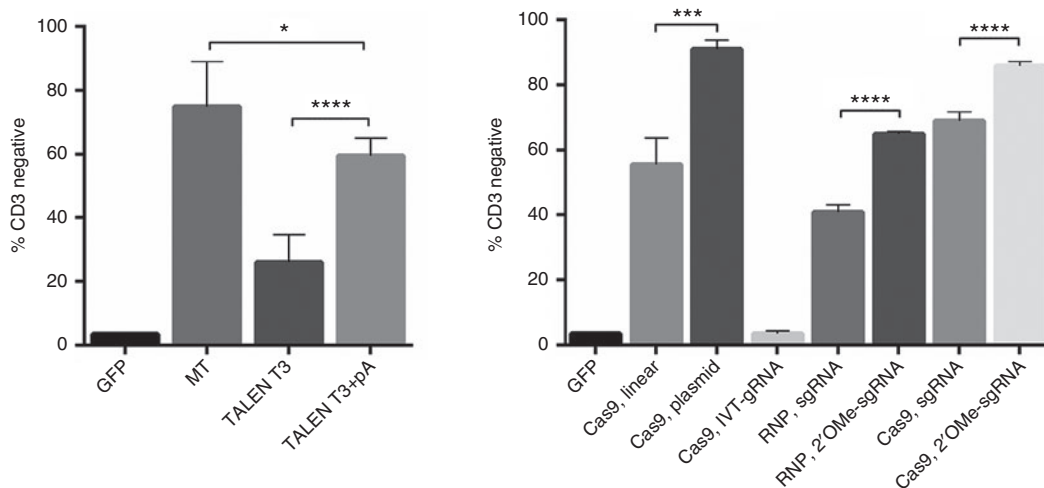 % CD3 negative
100
80
60
40
20
0
*
****
GFP
MT
TALEN T3
TALEN T3+pA
% CD3 negative
100
80
60
40
20
0
***
****
****
GFP
Cas9, linear
Cas9, plasmid
Cas9, IVT-gRNA
RNP, sgRNA
RNP, 2′OMe-sgRNA
Cas9, sgRNA
Cas9, 2′OMe-sgRNA